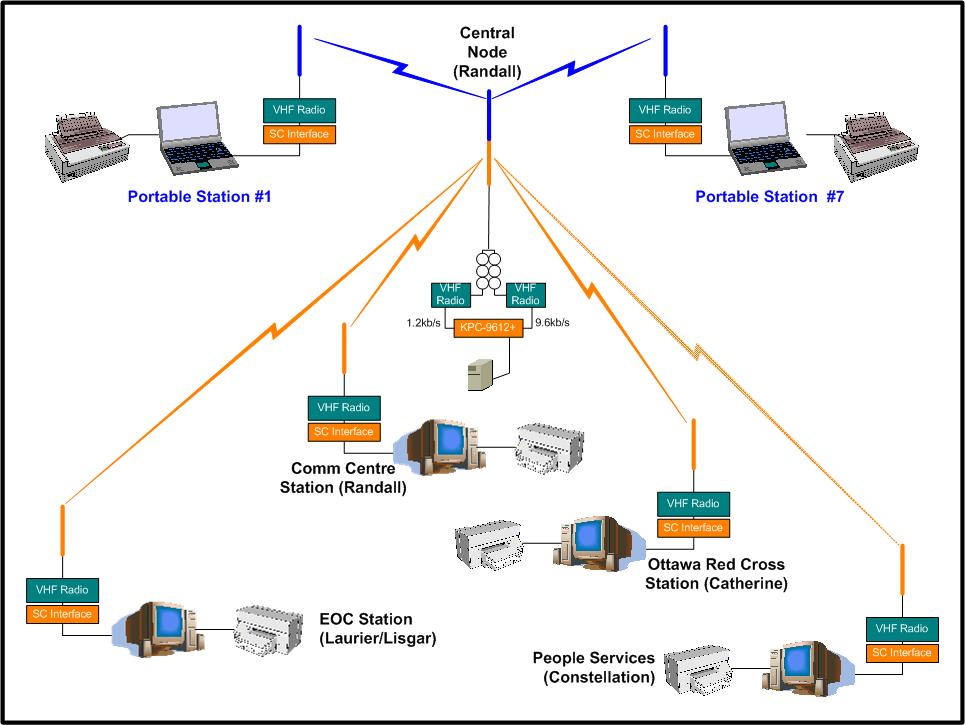 Central
Node
(Randall)
VHF Radio
SC Interface
VHF Radio
SC Interface
Portable Station #1
Portable Station #7
VHF
Radio
VHF
Radio
1.2kb/s
KPC-9612+
9.6kb/s
VHF Radio
SC Interface
Comm Centre
Station (Randall)
VHF Radio
SC Interface
Ottawa Red Cross
Station (Catherine)
VHF Radio
SC Interface
EOC Station
(Laurier/Lisgar)
VHF Radio
SC Interface
People Services
(Constellation)